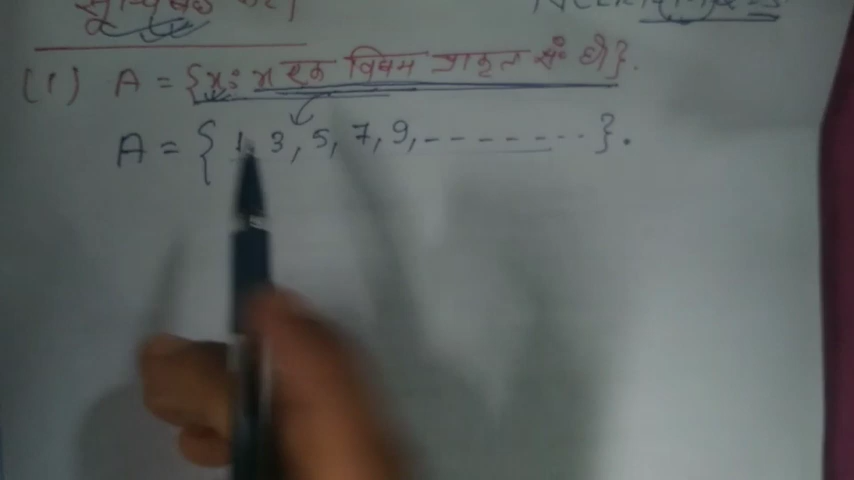 (1) A = {x: x एक विषम प्राकृत सं० है}.
A = { 1, 3, 5, 7, 9, ------- }.